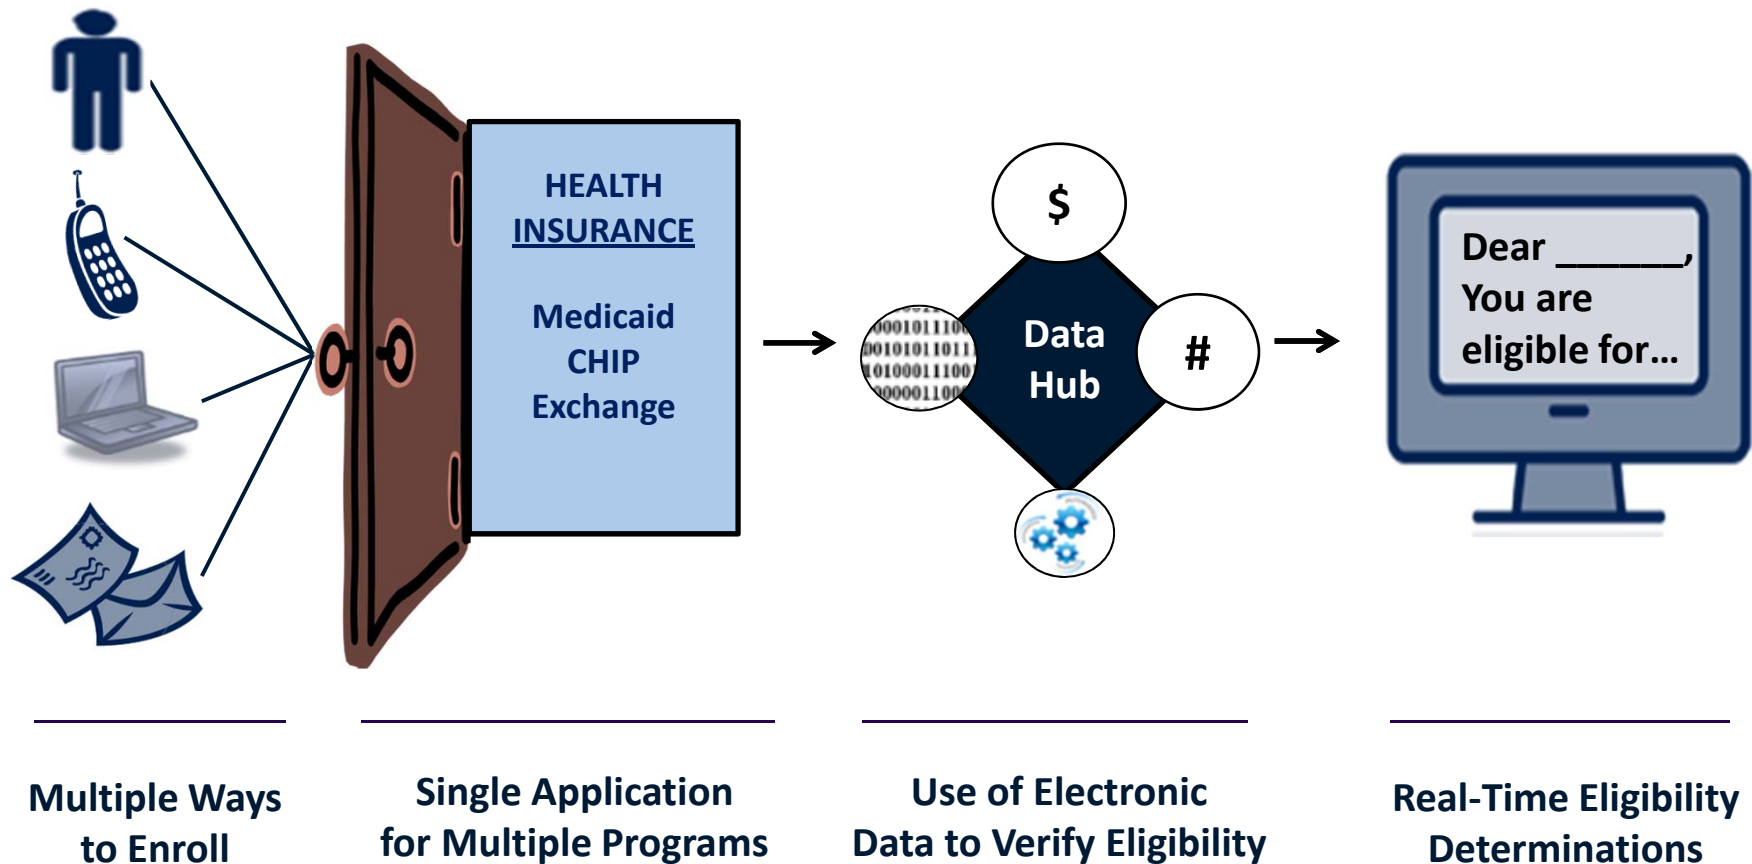 HEALTH
INSURANCE
Medicaid
CHIP
Exchange
$
Data
Hub
#
Dear ______,
You are
eligible for...
Multiple Ways
to Enroll
Single Application
for Multiple Programs
Use of Electronic
Data to Verify Eligibility
Real-Time Eligibility
Determinations